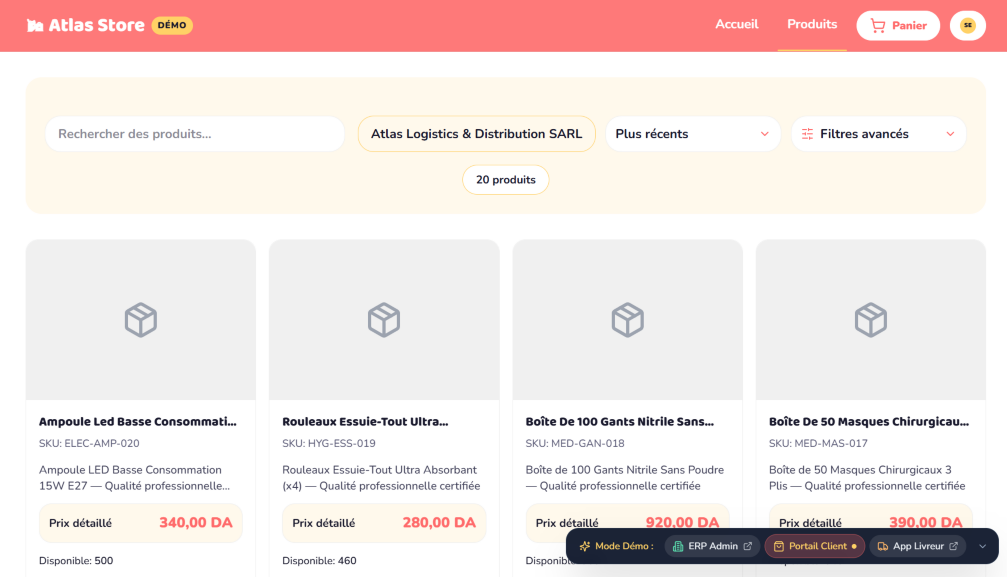 Atlas Store DÉMO
Accueil Produits Panier SE
Rechercher des produits... Atlas Logistics & Distribution SARL Plus récents Filtres avancés
20 produits
Ampoule Led Basse Consommati...
SKU: ELEC-AMP-020
Ampoule LED Basse Consommation
15W E27 — Qualité professionnelle...
Prix détaillé 340,00 DA
Disponible: 500
Rouleaux Essuie-Tout Ultra...
SKU: HYG-ESS-019
Rouleaux Essuie-Tout Ultra Absorbant
(x4) — Qualité professionnelle certifiée
Prix détaillé 280,00 DA
Disponible: 460
Boîte De 100 Gants Nitrile Sans...
SKU: MED-GAN-018
Boîte de 100 Gants Nitrile Sans Poudre
— Qualité professionnelle certifiée
Prix détaillé 920,00 DA
Boîte De 50 Masques Chirurgicau...
SKU: MED-MAS-017
Boîte de 50 Masques Chirurgicaux 3
Plis — Qualité professionnelle certifiée
Prix détaillé 390,00 DA
Mode Démo : ERP Admin Portail Client App Livreur